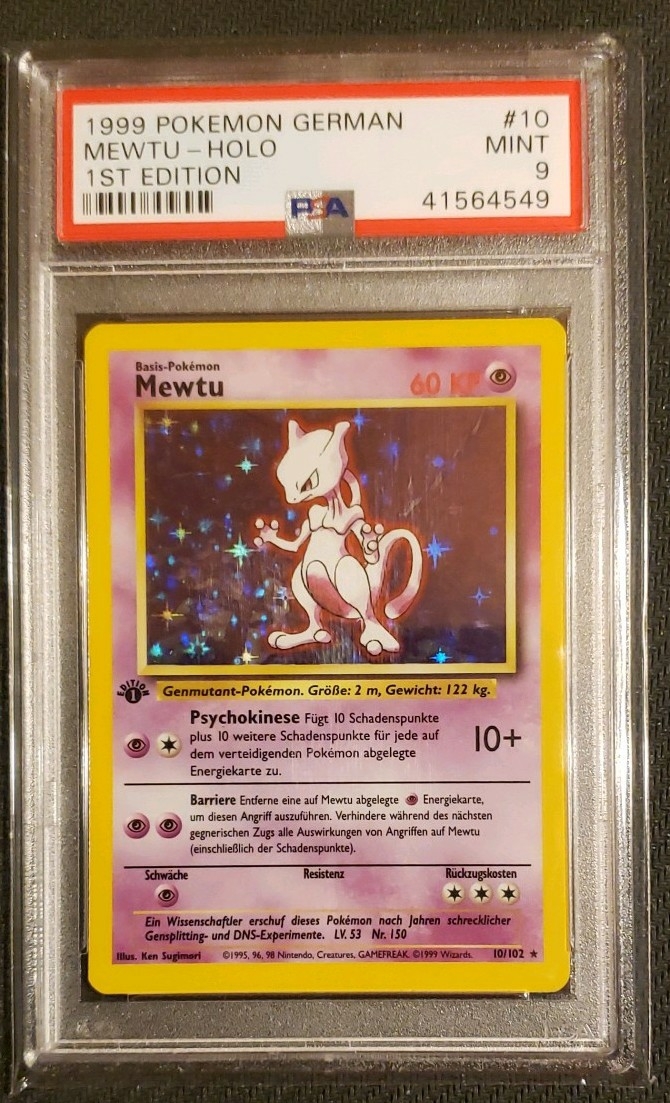 1999 POKEMON GERMAN #10
MEWTU - HOLO MINT
1ST EDITION 9
PSA 41564549
Basis-Pokémon
Mewtu 60 KP
EDITION 1
Genmutant-Pokémon. Größe: 2 m, Gewicht: 122 kg.
Psychokinese Fügt 10 Schadenspunkte
plus 10 weitere Schadenspunkte für jede auf
dem verteidigenden Pokémon abgelegte
Energiekarte zu.
10+
Barriere Entferne eine auf Mewtu abgelegte Energiekarte,
um diesen Angriff auszuführen. Verhindere während des nächsten
gegnerischen Zugs alle Auswirkungen von Angriffen auf Mewtu
(einschließlich der Schadenspunkte).
Schwäche Resistenz Rückzugskosten
Ein Wissenschaftler erschuf dieses Pokémon nach Jahren schrecklicher
Gensplitting- und DNS-Experimente. LV. 53 Nr. 150
Illus. Ken Sugimori ©1995, 96, 98 Nintendo, Creatures, GAMEFREAK. ©1999 Wizards. 10/102 ★